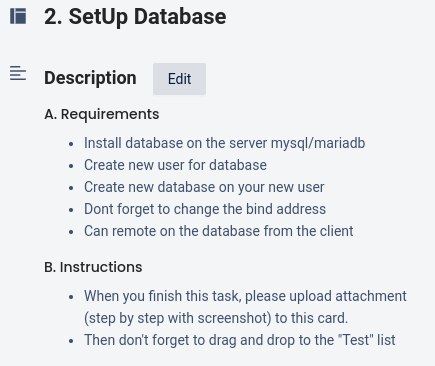 2. SetUp Database
Description Edit
A. Requirements
• Install database on the server mysql/mariadb
• Create new user for database
• Create new database on your new user
• Dont forget to change the bind address
• Can remote on the database from the client
B. Instructions
• When you finish this task, please upload attachment
(step by step with screenshot) to this card.
• Then don't forget to drag and drop to the "Test" list